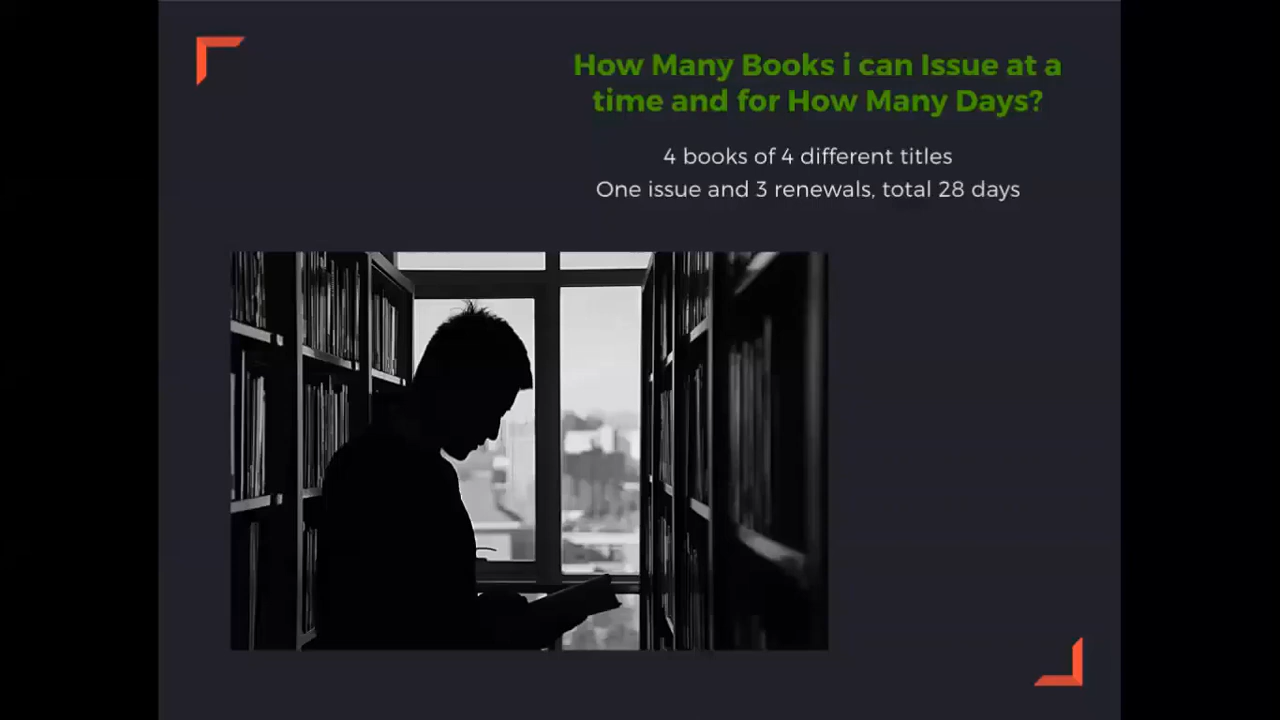 How Many Books i can Issue at a
time and for How Many Days?
4 books of 4 different titles
One issue and 3 renewals, total 28 days